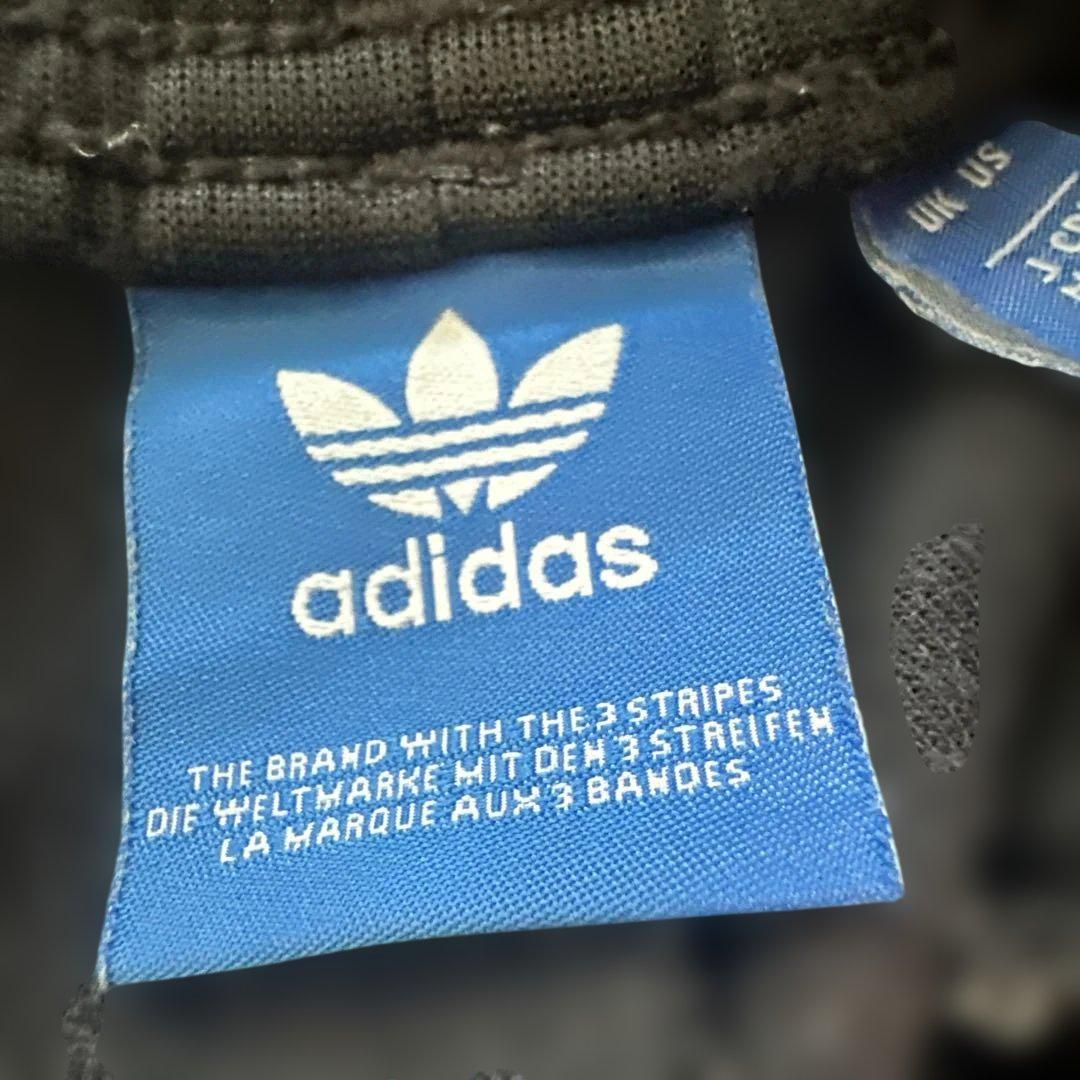 adidas
THE BRAND WITH THE 3 STRIPES
DIE WELTMARKE MIT DEN 3 STREIFEN
LA MARQUE AUX 3 BANDES
UK US